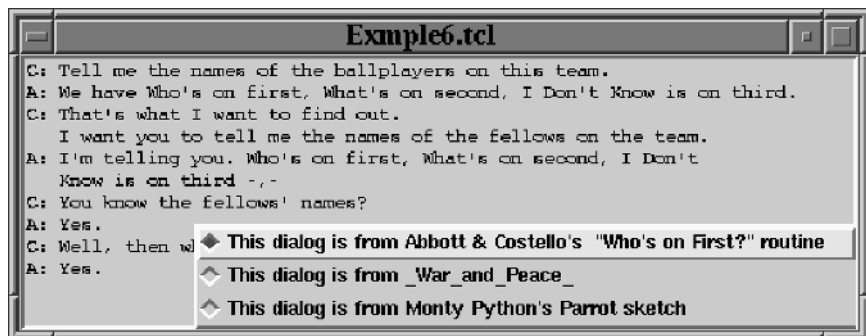 Exmple6.tcl
C: Tell me the names of the ballplayers on this team.
A: We have Who's on first, What's on second, I Don't Know is on third.
C: That's what I want to find out.
I want you to tell me the names of the fellows on the team.
A: I'm telling you. Who's on first, What's on second, I Don't
Know is on third -,-
C: You know the fellows' names?
A: Yes.
C: Well, then
A: Yes.
This dialog is from Abbott & Costello's "Who's on First?" routine
This dialog is from _War_and_Peace_
This dialog is from Monty Python's Parrot sketch